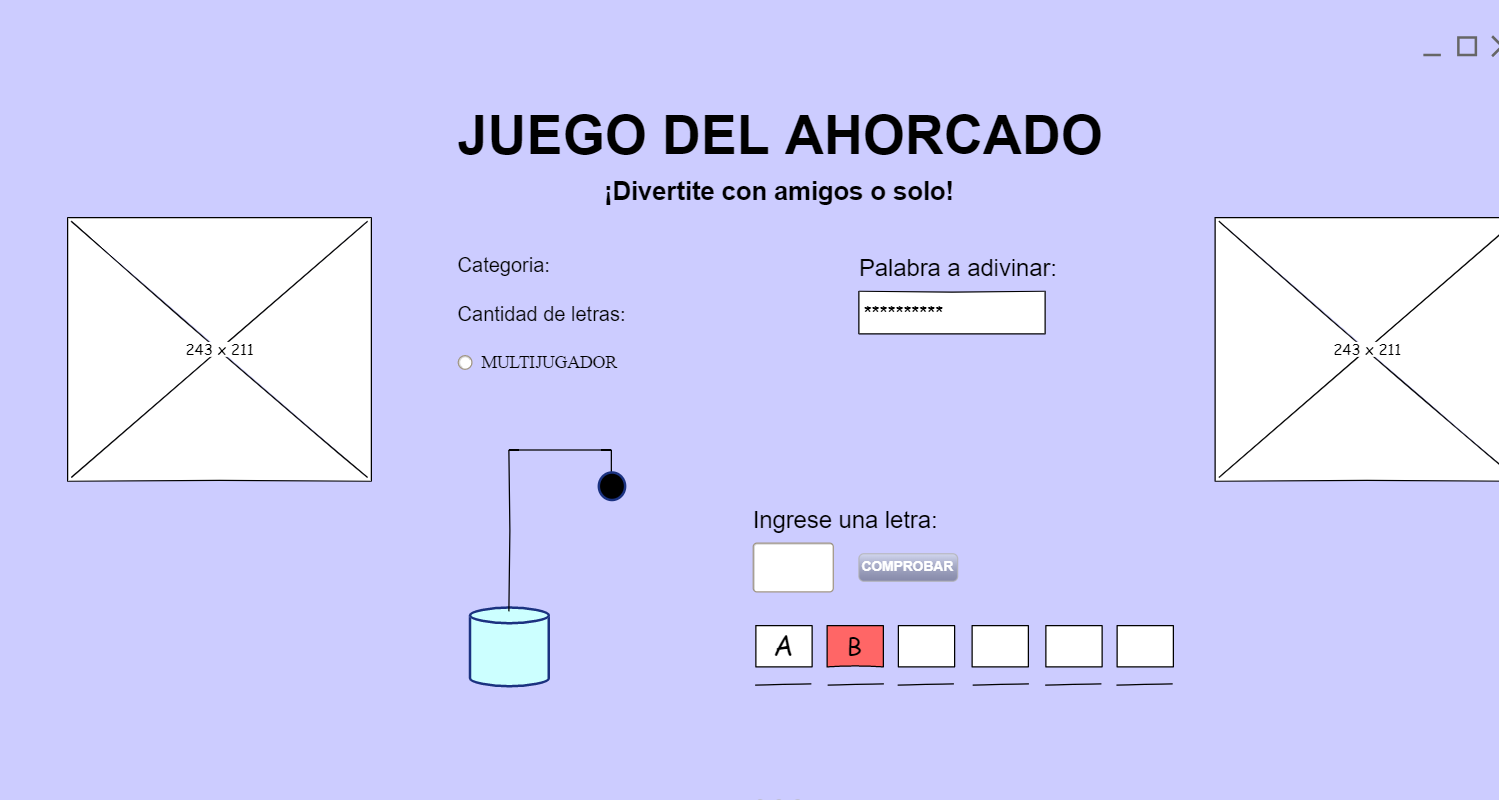 JUEGO DEL AHORCADO
¡Divertite con amigos o solo!
Categoria:
Cantidad de letras:
MULTIJUGADOR
Palabra a adivinar:
**********
243 x 211
243 x 211
Ingrese una letra:
COMPROBAR
A B